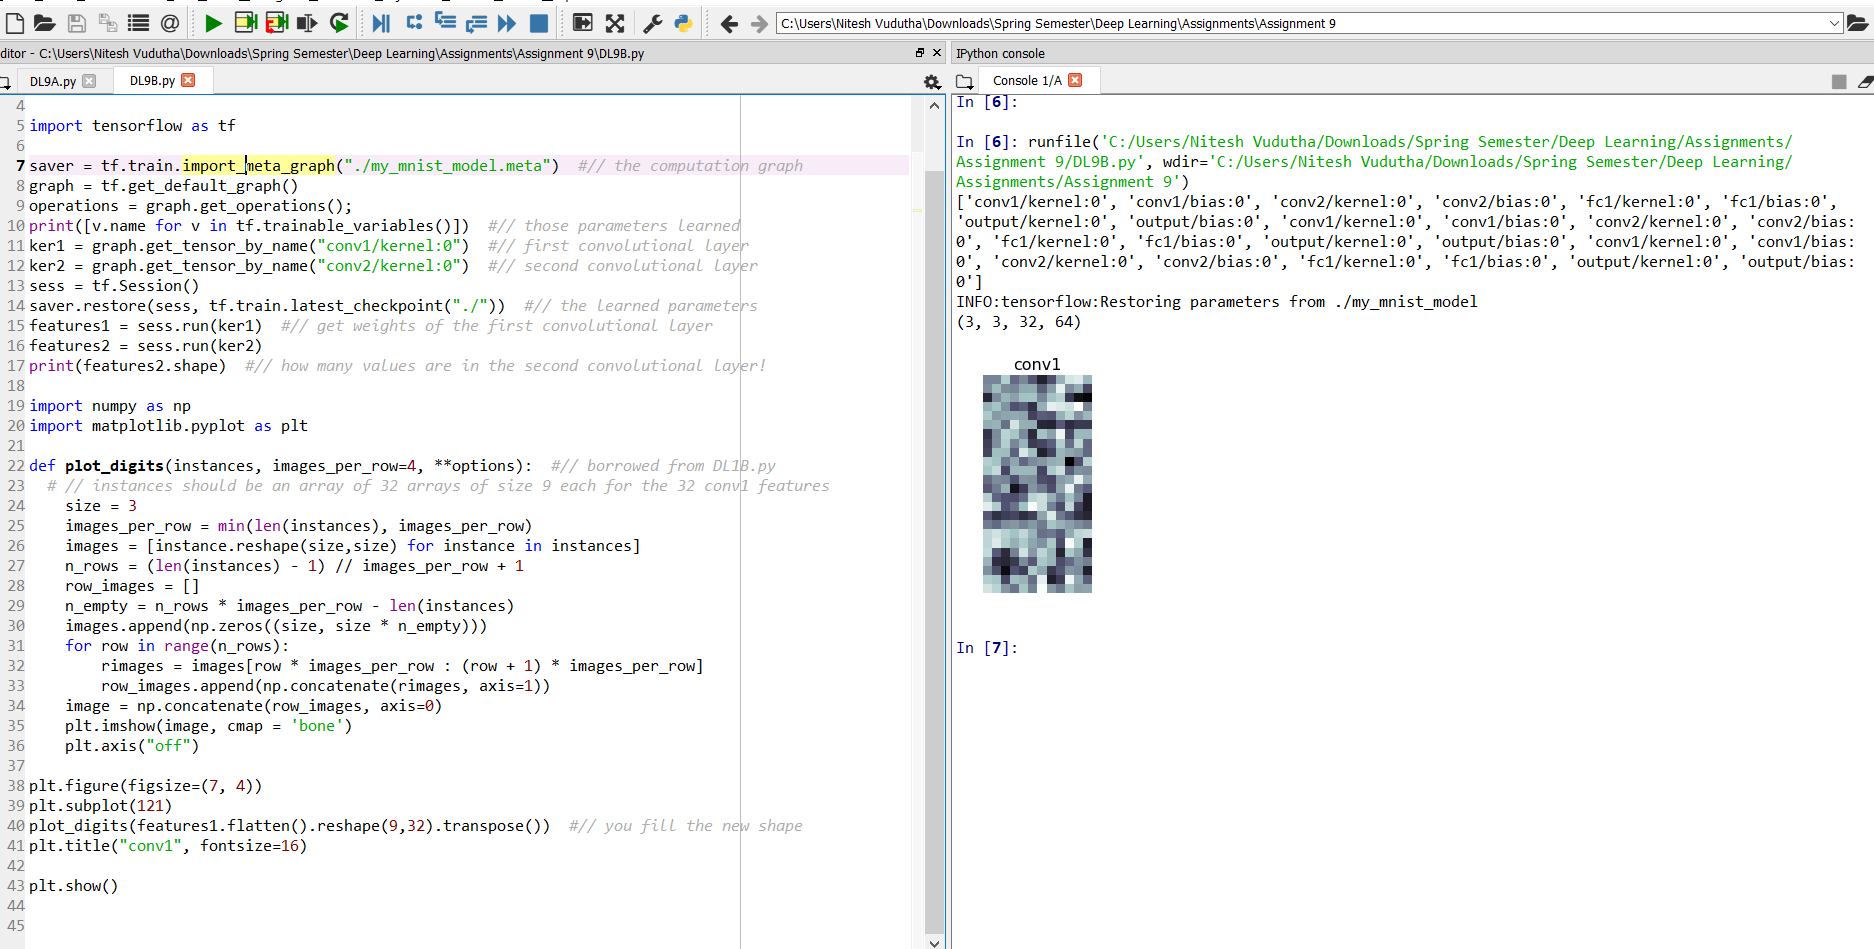 C:\Users\Nitesh Vudutha\Downloads\Spring Semester\Deep Learning\Assignments\Assignment 9
ditor - C:\Users\Nitesh Vudutha\Downloads\Spring Semester\Deep Learning\Assignments\Assignment 9\DL9B.py
DL9A.py
DL9B.py
4
5 import tensorflow as tf
6
7 saver = tf.train.import_meta_graph("./my_mnist_model.meta")  #// the computation graph
8 graph = tf.get_default_graph()
9 operations = graph.get_operations();
10 print([v.name for v in tf.trainable_variables()])  #// those parameters learned
11 ker1 = graph.get_tensor_by_name("conv1/kernel:0")  #// first convolutional layer
12 ker2 = graph.get_tensor_by_name("conv2/kernel:0")  #// second convolutional layer
13 sess = tf.Session()
14 saver.restore(sess, tf.train.latest_checkpoint("./"))  #// the learned parameters
15 features1 = sess.run(ker1)  #// get weights of the first convolutional layer
16 features2 = sess.run(ker2)
17 print(features2.shape)  #// how many values are in the second convolutional layer!
18
19 import numpy as np
20 import matplotlib.pyplot as plt
21
22 def plot_digits(instances, images_per_row=4, **options):  #// borrowed from DL1B.py
23   # // instances should be an array of 32 arrays of size 9 each for the 32 conv1 features
24     size = 3
25     images_per_row = min(len(instances), images_per_row)
26     images = [instance.reshape(size,size) for instance in instances]
27     n_rows = (len(instances) - 1) // images_per_row + 1
28     row_images = []
29     n_empty = n_rows * images_per_row - len(instances)
30     images.append(np.zeros((size, size * n_empty)))
31     for row in range(n_rows):
32         rimages = images[row * images_per_row : (row + 1) * images_per_row]
33         row_images.append(np.concatenate(rimages, axis=1))
34     image = np.concatenate(row_images, axis=0)
35     plt.imshow(image, cmap = 'bone')
36     plt.axis("off")
37
38 plt.figure(figsize=(7, 4))
39 plt.subplot(121)
40 plot_digits(features1.flatten().reshape(9,32).transpose())  #// you fill the new shape
41 plt.title("conv1", fontsize=16)
42
43 plt.show()
44
45
IPython console
Console 1/A
In [6]:
In [6]: runfile('C:/Users/Nitesh Vudutha/Downloads/Spring Semester/Deep Learning/Assignments/
Assignment 9/DL9B.py', wdir='C:/Users/Nitesh Vudutha/Downloads/Spring Semester/Deep Learning/
Assignments/Assignment 9')
['conv1/kernel:0', 'conv1/bias:0', 'conv2/kernel:0', 'conv2/bias:0', 'fc1/kernel:0', 'fc1/bias:0',
'output/kernel:0', 'output/bias:0', 'conv1/kernel:0', 'conv1/bias:0', 'conv2/kernel:0', 'conv2/bias:
0', 'fc1/kernel:0', 'fc1/bias:0', 'output/kernel:0', 'output/bias:0', 'conv1/kernel:0', 'conv1/bias:
0', 'conv2/kernel:0', 'conv2/bias:0', 'fc1/kernel:0', 'fc1/bias:0', 'output/kernel:0', 'output/bias:
0']
INFO:tensorflow:Restoring parameters from ./my_mnist_model
(3, 3, 32, 64)
conv1
In [7]: